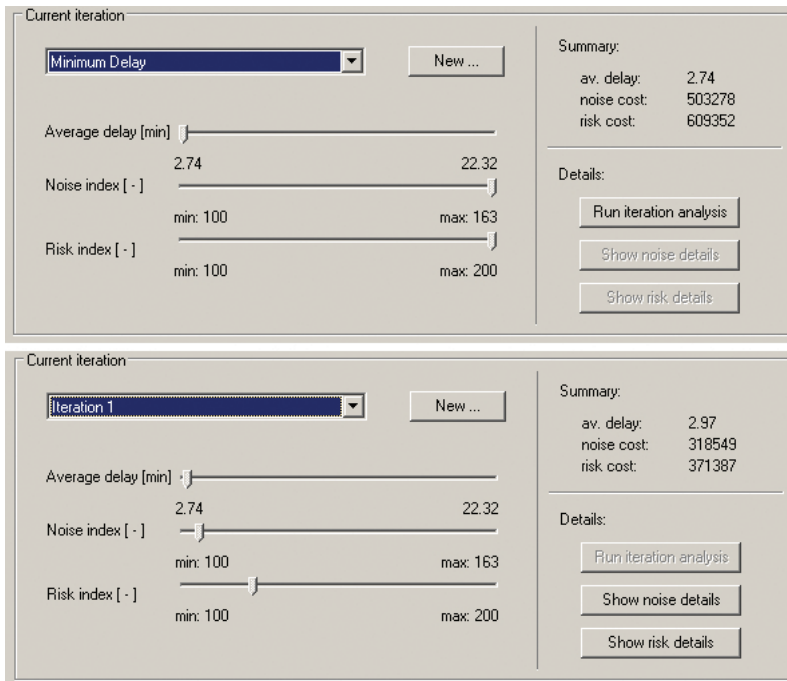 Current iteration
Minimum Delay
New ...
Average delay [min]
2.74 22.32
Noise index [ - ]
min: 100 max: 163
Risk index [ - ]
min: 100 max: 200
Summary:
av. delay: 2.74
noise cost: 503278
risk cost: 609352
Details:
Run iteration analysis
Show noise details
Show risk details
Current iteration
Iteration 1
New ...
Average delay [min]
2.74 22.32
Noise index [ - ]
min: 100 max: 163
Risk index [ - ]
min: 100 max: 200
Summary:
av. delay: 2.97
noise cost: 318549
risk cost: 371387
Details:
Run iteration analysis
Show noise details
Show risk details